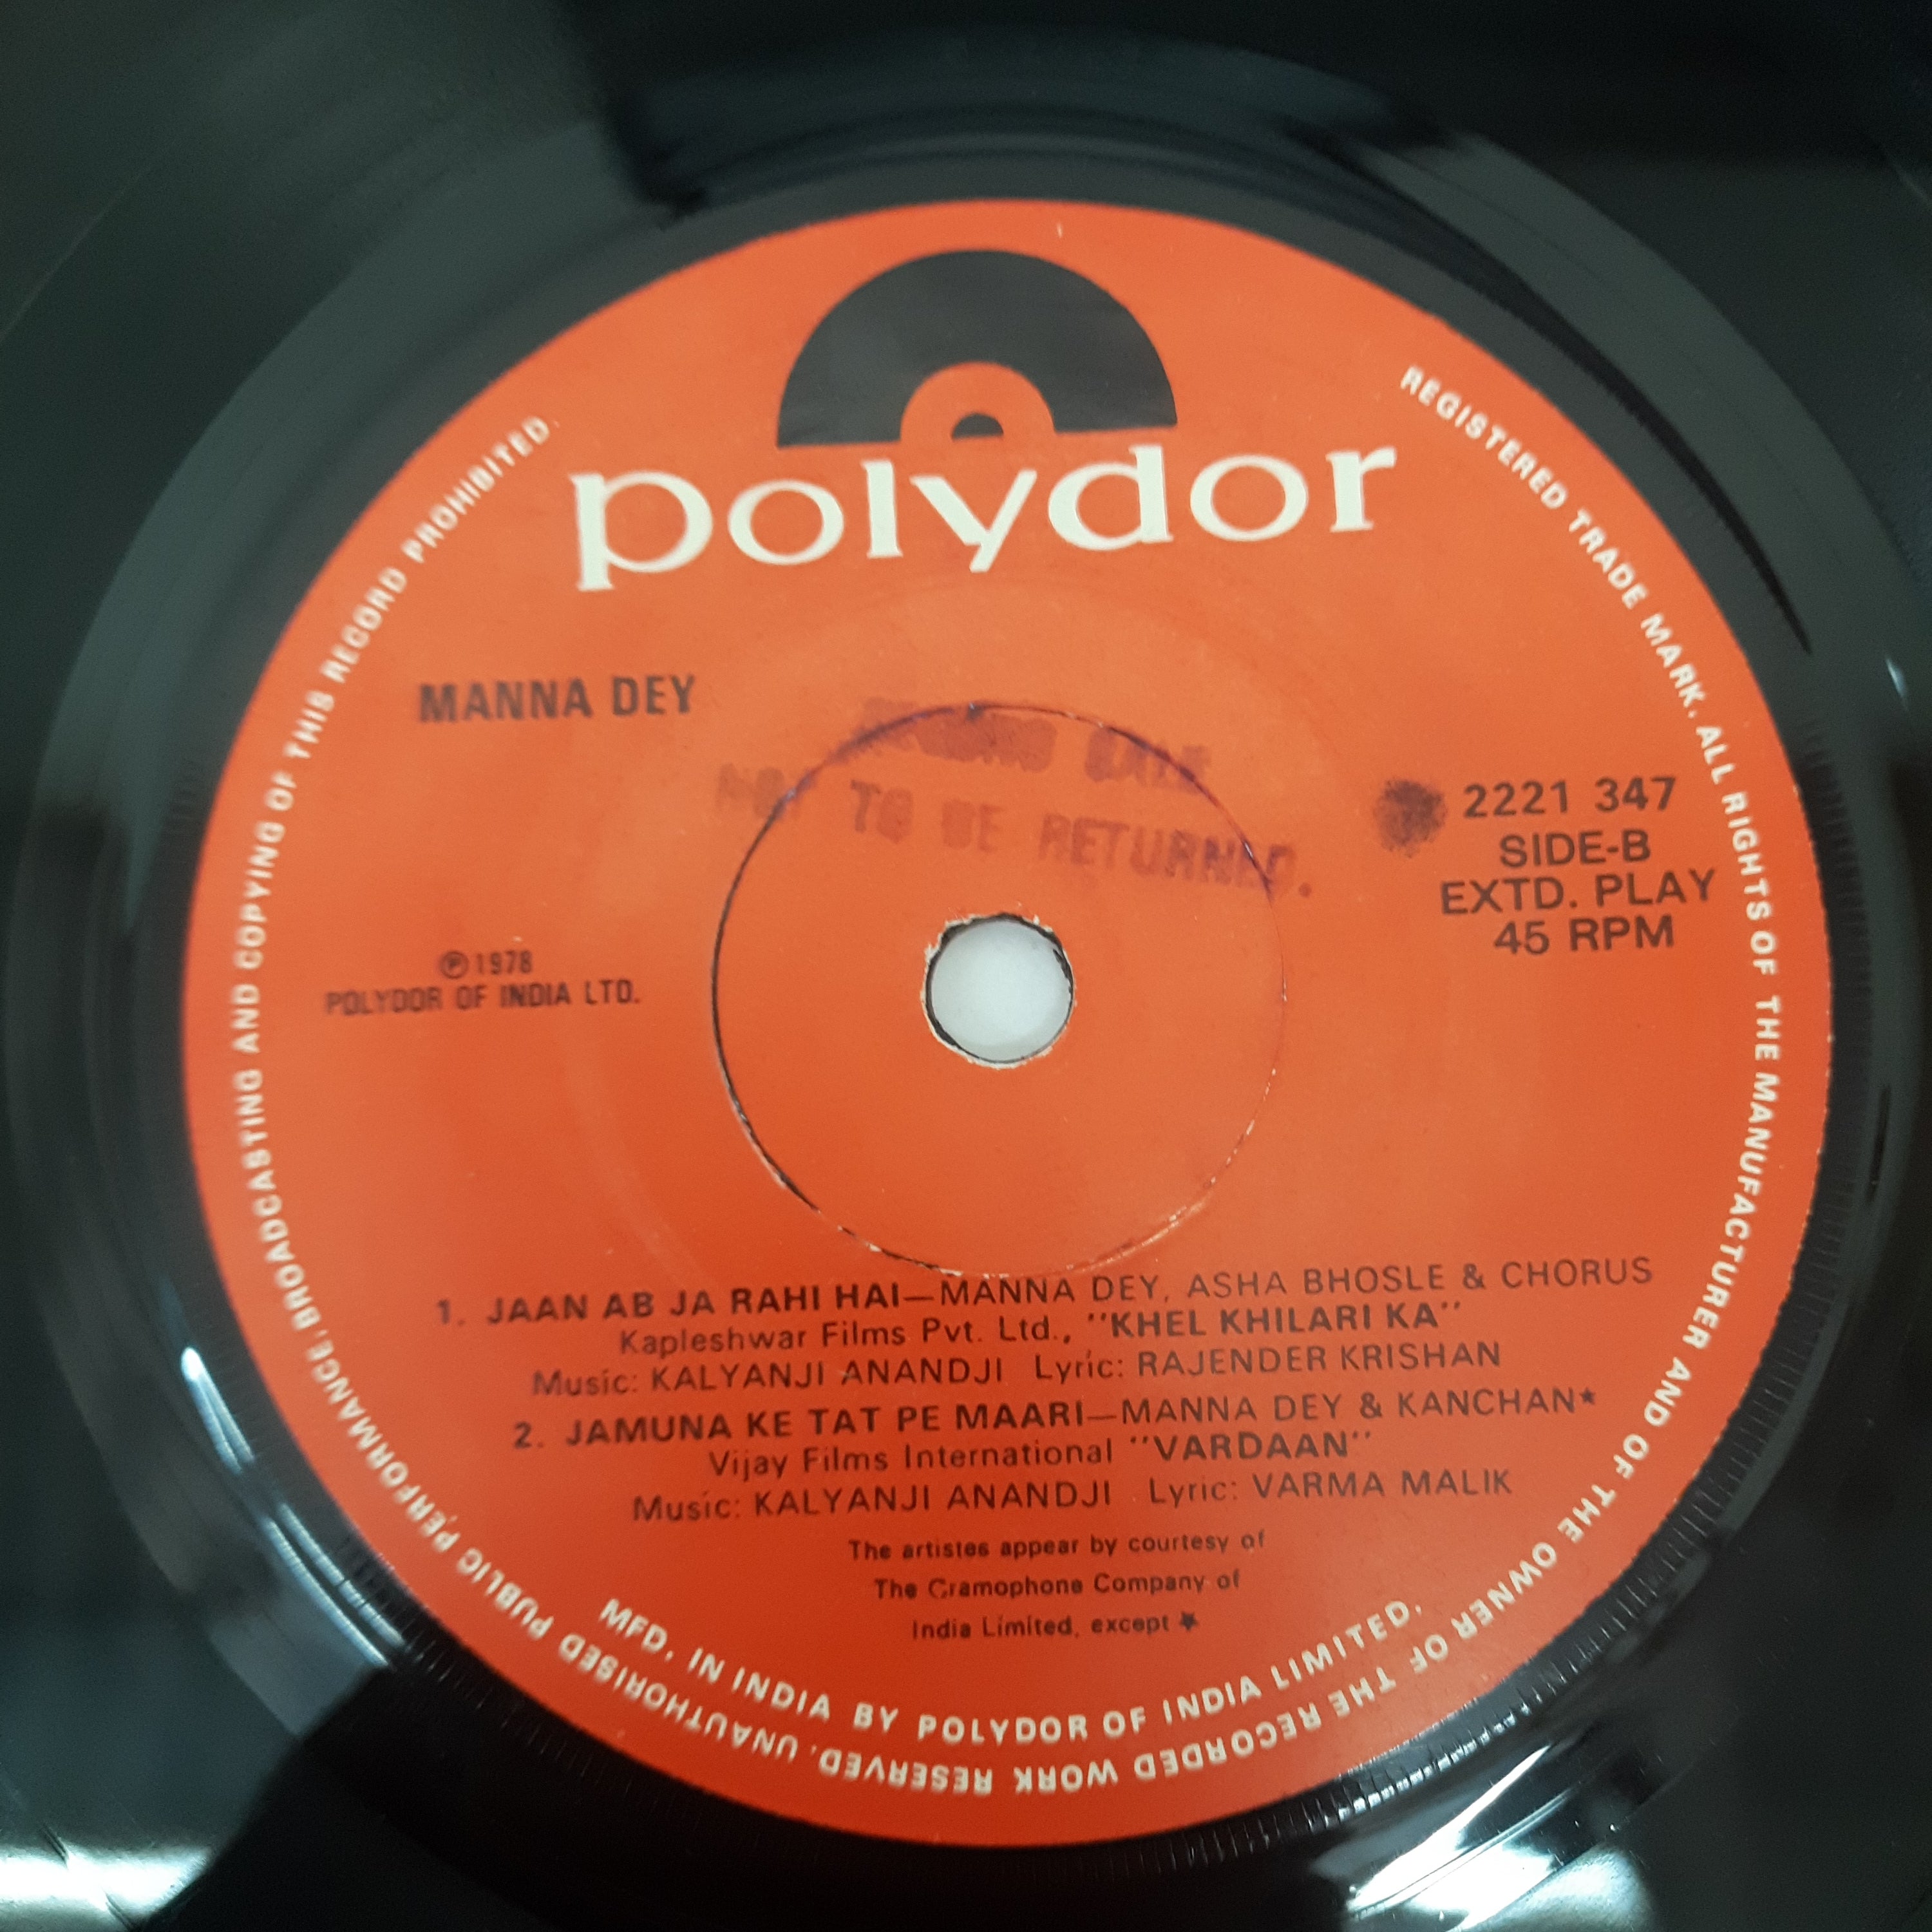 polydor
REGISTERED TRADE MARK. ALL RIGHTS OF THE MANUFACTURER AND OF THE OWNER OF THE RECORDED WORK RESERVED. UNAUTHORISED PUBLIC PERFORMANCE, BROADCASTING AND COPYING OF THIS RECORD PROHIBITED.
MANNA DEY
NOT TO BE RETURNED.
2221 347
SIDE-B
EXTD. PLAY
45 RPM
℗ 1978
POLYDOR OF INDIA LTD.
1. JAAN AB JA RAHI HAI—MANNA DEY, ASHA BHOSLE & CHORUS
Kapleshwar Films Pvt. Ltd., "KHEL KHILARI KA"
Music: KALYANJI ANANDJI Lyric: RAJENDER KRISHAN
2. JAMUNA KE TAT PE MAARI—MANNA DEY & KANCHAN★
Vijay Films International "VARDAAN"
Music: KALYANJI ANANDJI Lyric: VARMA MALIK
The artistes appear by courtesy of
The Gramophone Company of
India Limited, except ★
MFD. IN INDIA BY POLYDOR OF INDIA LIMITED.